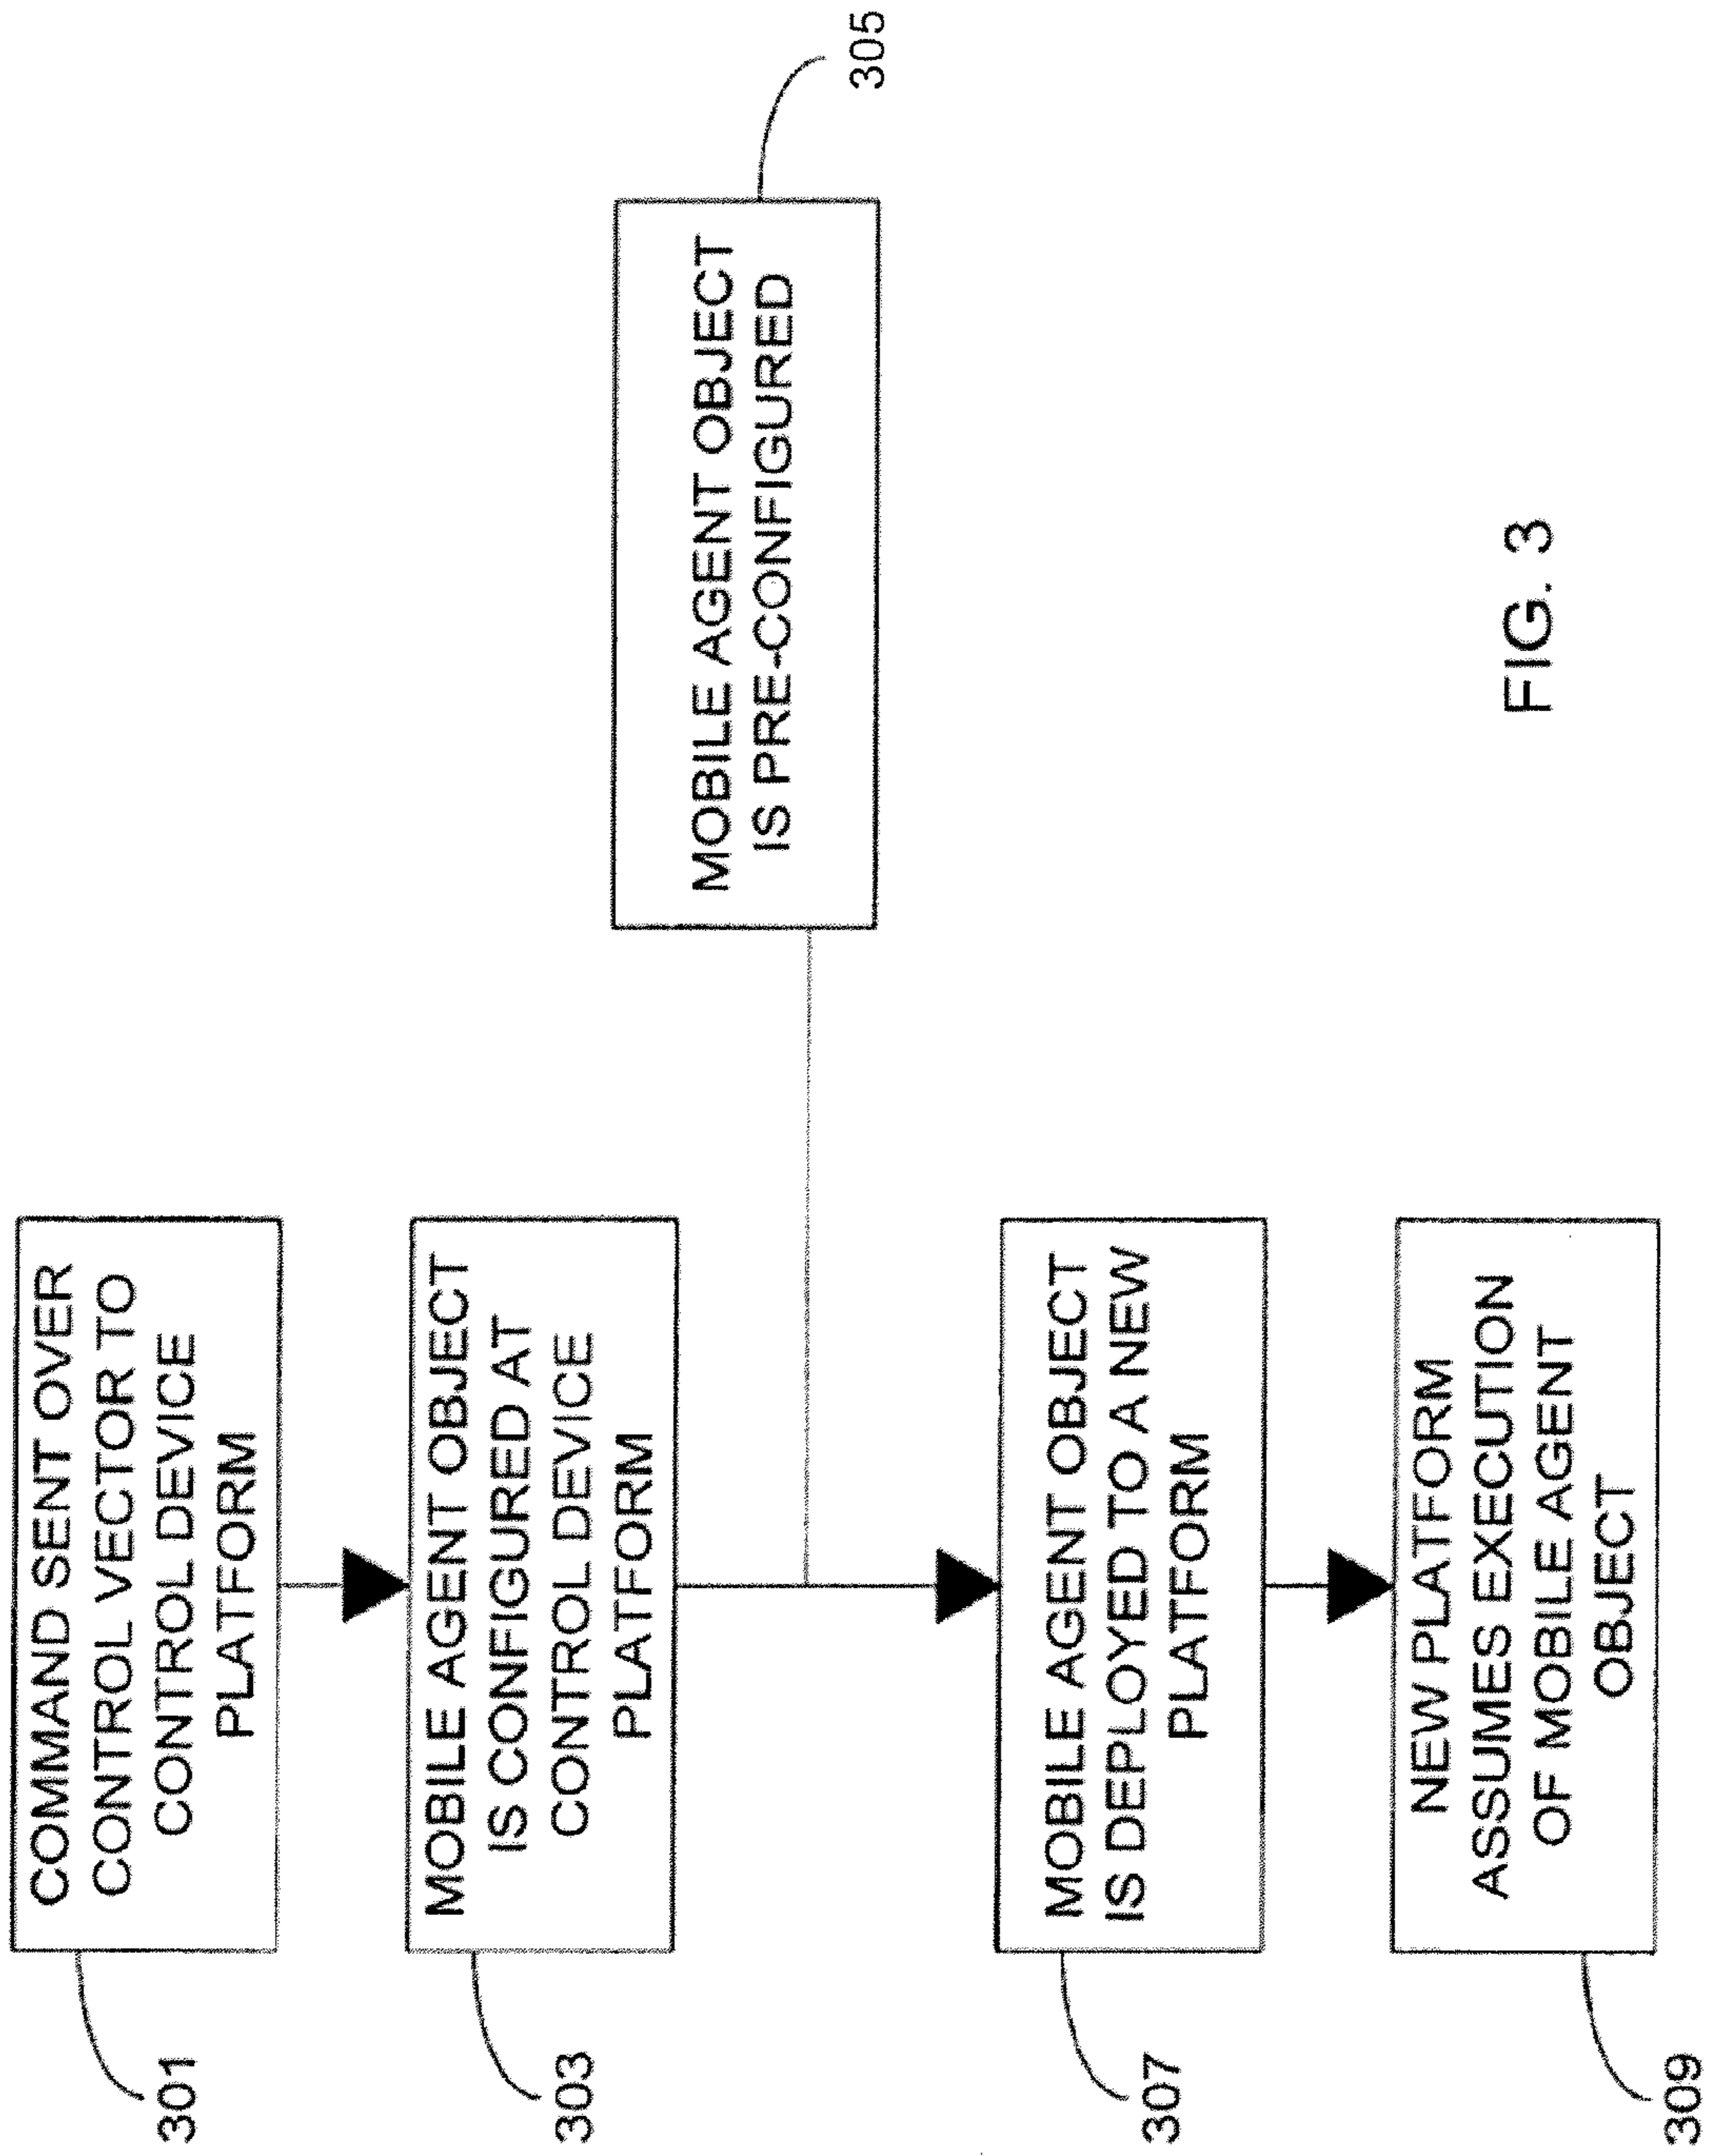 301
COMMAND SENT OVER
CONTROL VECTOR TO
CONTROL DEVICE
PLATFORM
303
MOBILE AGENT OBJECT
IS CONFIGURED AT
CONTROL DEVICE
PLATFORM
MOBILE AGENT OBJECT
IS PRE-CONFIGURED
305
307
MOBILE AGENT OBJECT
IS DEPLOYED TO A NEW
PLATFORM
309
NEW PLATFORM
ASSUMES EXECUTION
OF MOBILE AGENT
OBJECT
FIG. 3